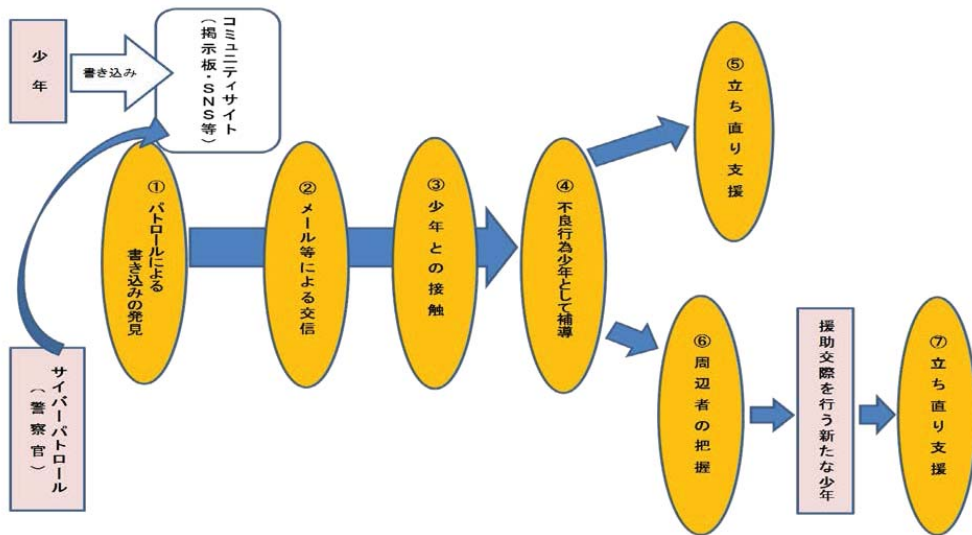 少年
書き込み
コミュニティサイト
（掲示板・SNS等）
サイバーパトロール
（警察官）
① パトロールによる
書き込みの発見
② メール等による交信
③ 少年との接触
④ 不良行為少年として補導
⑤ 立ち直り支援
⑥ 周辺者の把握
援助交際を行う新たな少年
⑦ 立ち直り支援